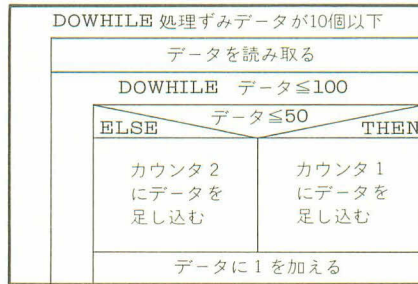 DOWHILE 処理ずみデータが10個以下
データを読み取る
DOWHILE データ≦100
データ≦50
ELSE
THEN
カウンタ2
にデータを
足し込む
カウンタ1
にデータを
足し込む
データに1を加える